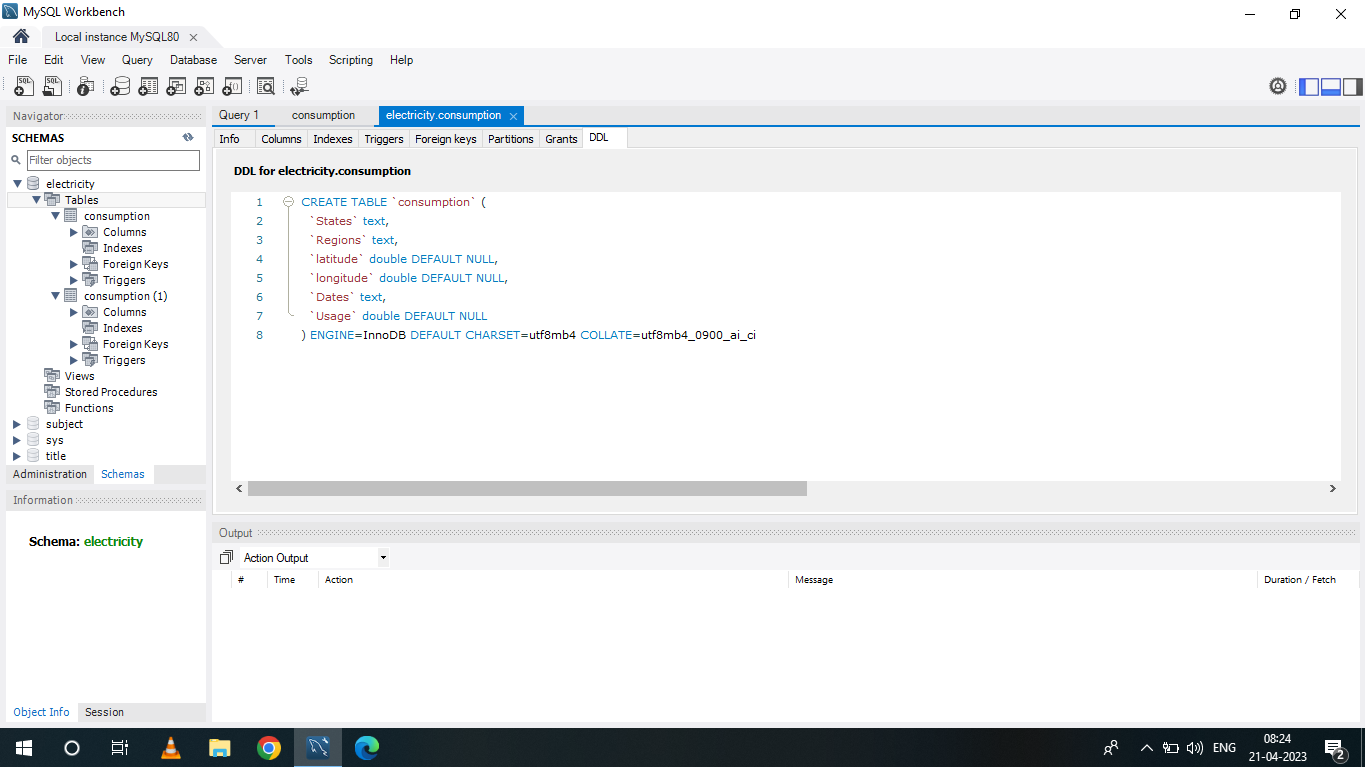 MySQL Workbench
Local instance MySQL80
File Edit View Query Database Server Tools Scripting Help
Navigator
SCHEMAS
Filter objects
electricity
Tables
consumption
Columns
Indexes
Foreign Keys
Triggers
consumption (1)
Columns
Indexes
Foreign Keys
Triggers
Views
Stored Procedures
Functions
subject
sys
title
Administration Schemas
Information
Schema: electricity
Object Info Session
Query 1 consumption electricity.consumption
Info Columns Indexes Triggers Foreign keys Partitions Grants DDL
DDL for electricity.consumption
1 CREATE TABLE `consumption` (
2 `States` text,
3 `Regions` text,
4 `latitude` double DEFAULT NULL,
5 `longitude` double DEFAULT NULL,
6 `Dates` text,
7 `Usage` double DEFAULT NULL
8 ) ENGINE=InnoDB DEFAULT CHARSET=utf8mb4 COLLATE=utf8mb4_0900_ai_ci
Output
Action Output
# Time Action Message Duration / Fetch
ENG
08:24
21-04-2023
2